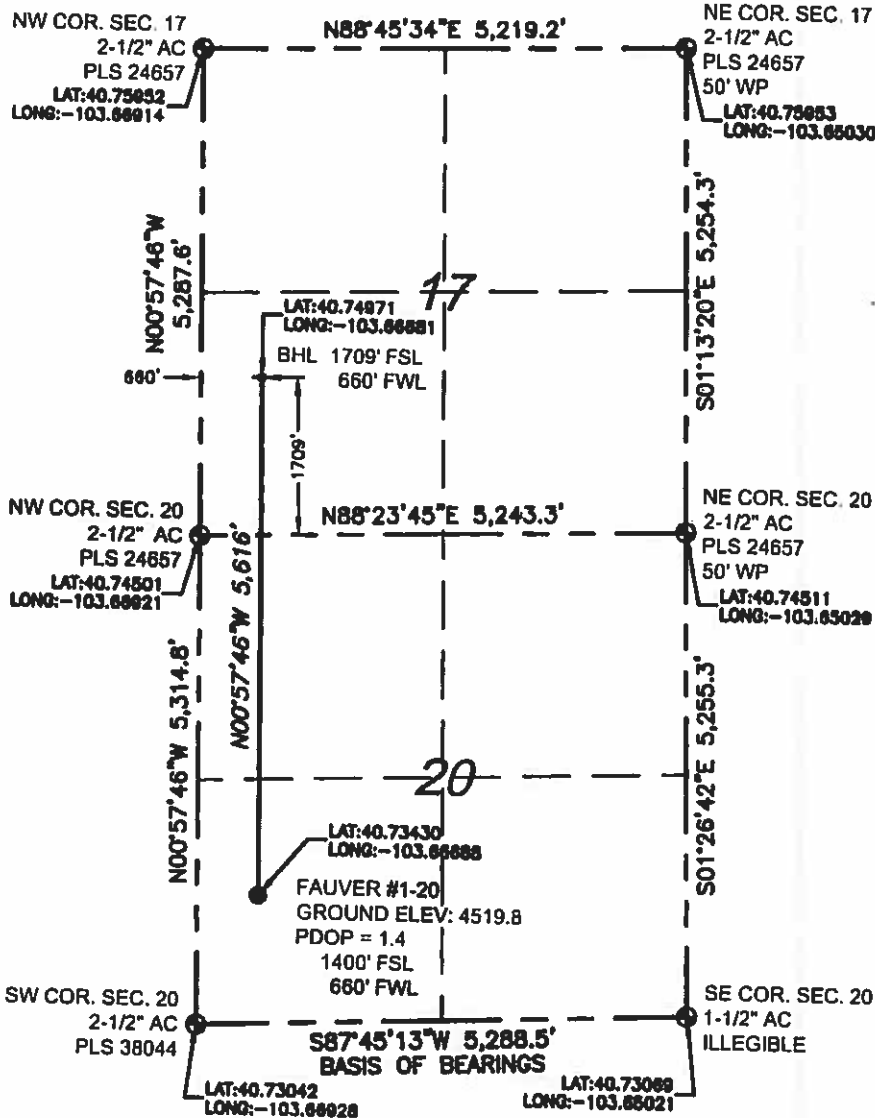 NW COR. SEC. 17
2-1/2" AC
PLS 24657
LAT:40.75952
LONG:-103.66914
N88°45'34"E 5,219.2'
NE COR. SEC. 17
2-1/2" AC
PLS 24657
50' WP
LAT:40.75953
LONG:-103.65030
N00°57'46"W
5,287.6'
17
S01°13'20"E 5,254.3'
LAT:40.74971
LONG:-103.66681
BHL 1709' FSL
660' FWL
660'
1709'
NW COR. SEC. 20
2-1/2" AC
PLS 24657
LAT:40.74501
LONG:-103.66921
N88°23'45"E 5,243.3'
NE COR. SEC. 20
2-1/2" AC
PLS 24657
50' WP
LAT:40.74511
LONG:-103.65029
N00°57'46"W 5,616'
N00°57'46"W 5,314.8'
20
S01°26'42"E 5,255.3'
LAT:40.73430
LONG:-103.66688
FAUVER #1-20
GROUND ELEV: 4519.8
PDOP = 1.4
1400' FSL
660' FWL
SW COR. SEC. 20
2-1/2" AC
PLS 38044
LAT:40.73042
LONG:-103.66928
S87°45'13"W 5,288.5'
BASIS OF BEARINGS
SE COR. SEC. 20
1-1/2" AC
ILLEGIBLE
LAT:40.73069
LONG:-103.65021